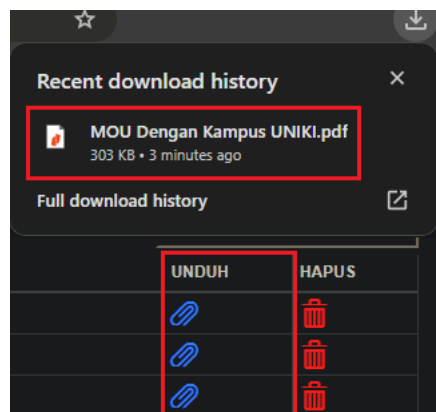 Recent download history
MOU Dengan Kampus UNIKI.pdf
303 KB • 3 minutes ago
Full download history
UNDUH HAPUS